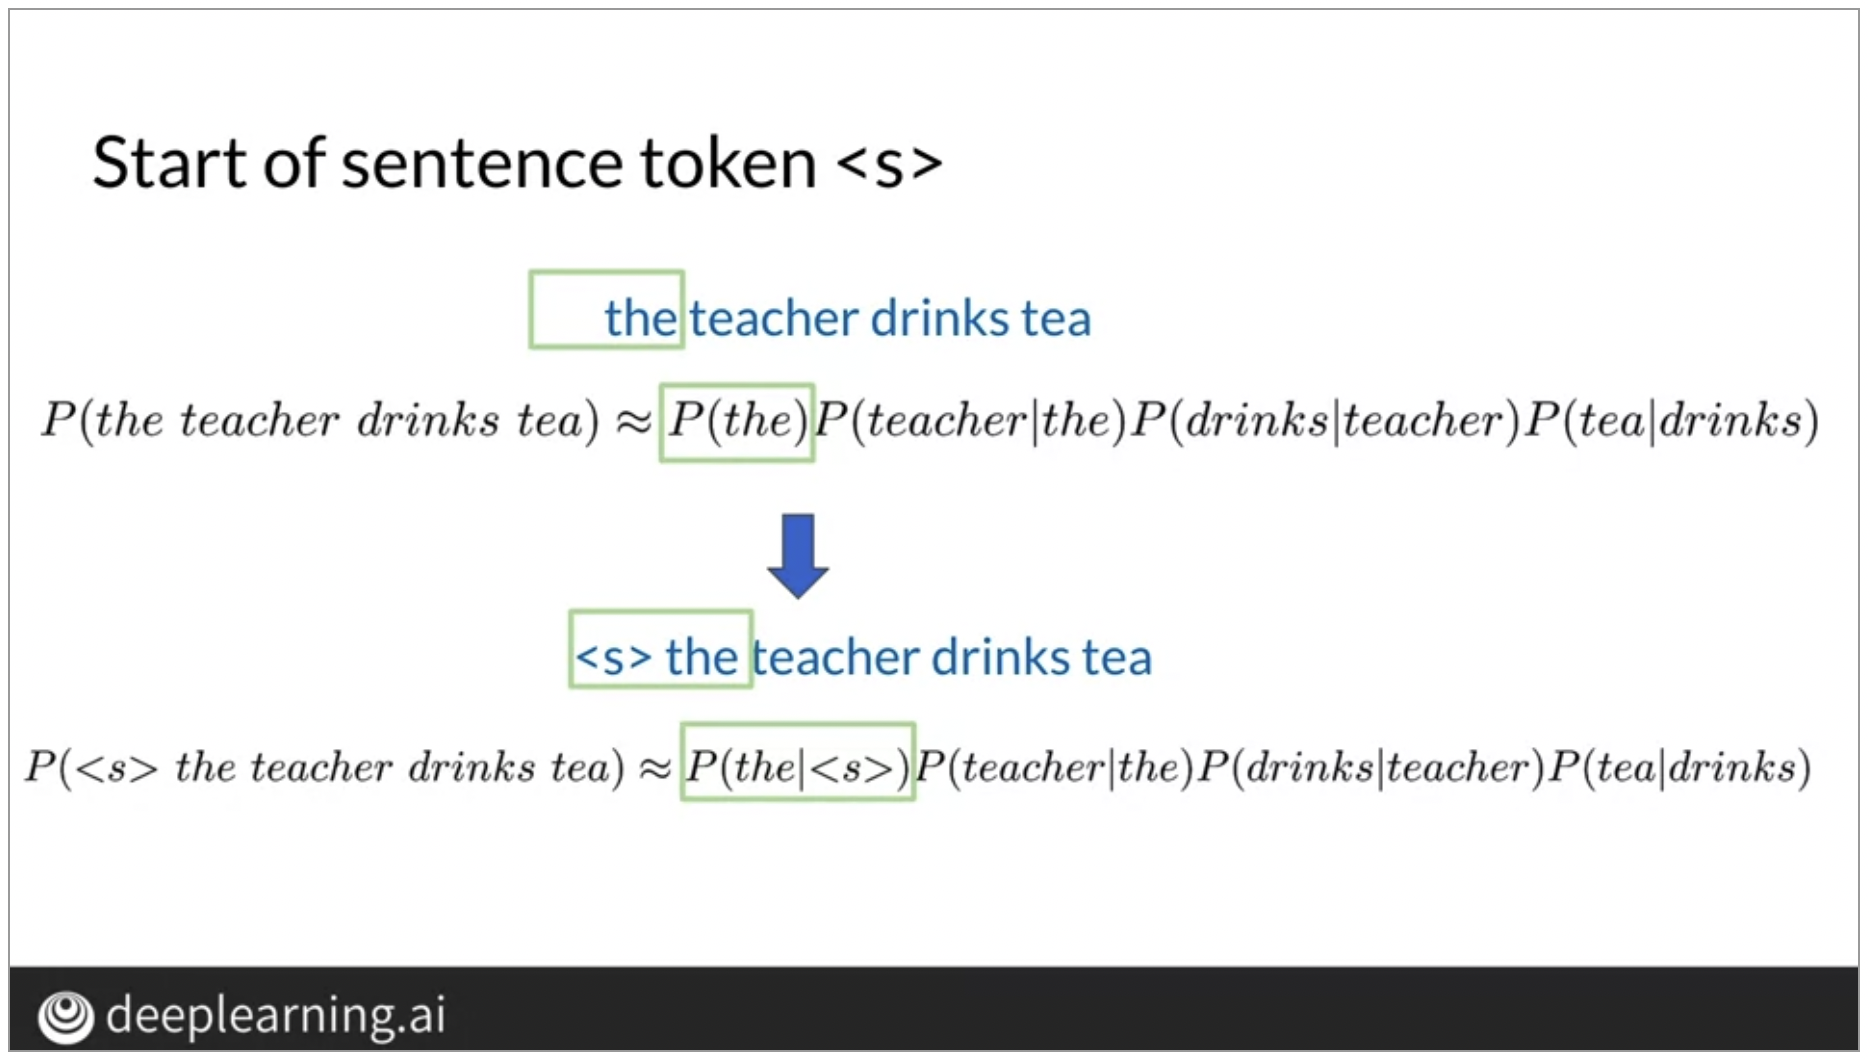 Start of sentence token <s>
the teacher drinks tea
P(the teacher drinks tea) ≈ P(the)P(teacher|the)P(drinks|teacher)P(tea|drinks)
<s> the teacher drinks tea
P(<s> the teacher drinks tea) ≈ P(the|<s>)P(teacher|the)P(drinks|teacher)P(tea|drinks)
deeplearning.ai